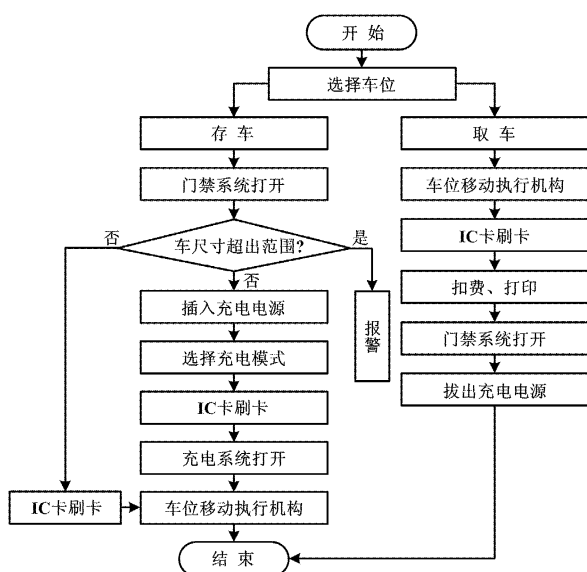 开 始
选择车位
存 车
取 车
门禁系统打开
车位移动执行机构
车尺寸超出范围?
否
是
否
IC卡刷卡
插入充电电源
报警
扣费、打印
选择充电模式
门禁系统打开
IC卡刷卡
拔出充电电源
充电系统打开
IC卡刷卡
车位移动执行机构
结 束